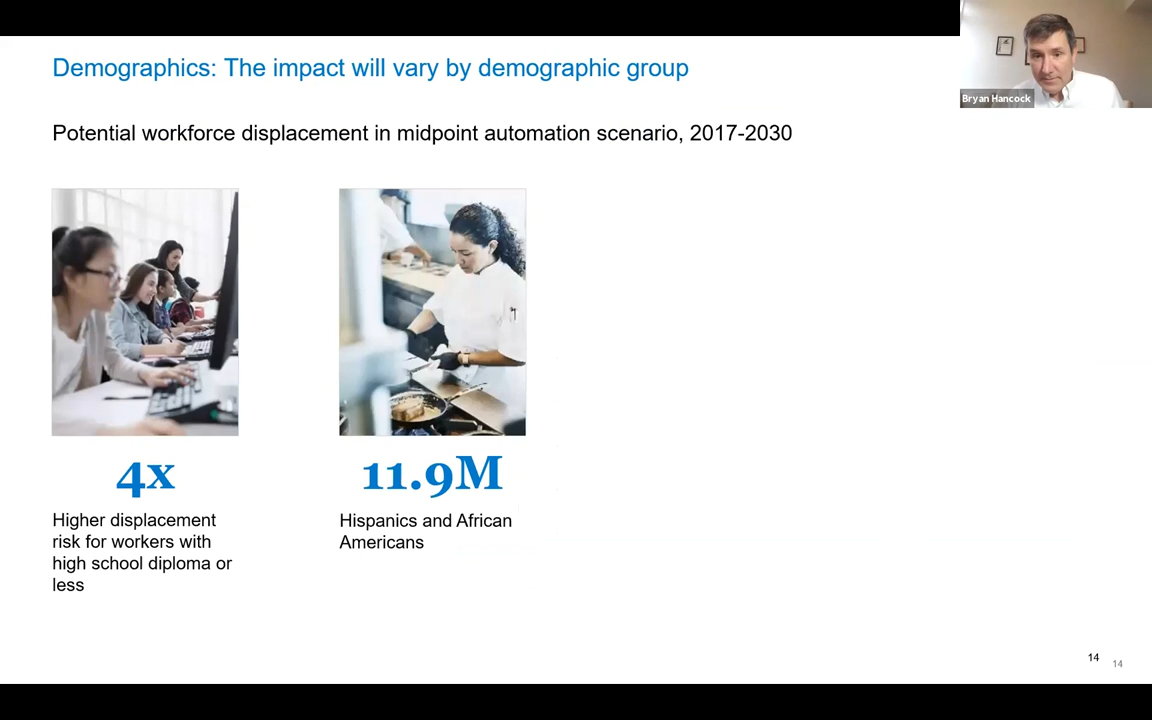 Demographics: The impact will vary by demographic group
Bryan Hancock
Potential workforce displacement in midpoint automation scenario, 2017-2030
4x
Higher displacement
risk for workers with
high school diploma or
less
11.9M
Hispanics and African
Americans
14
14